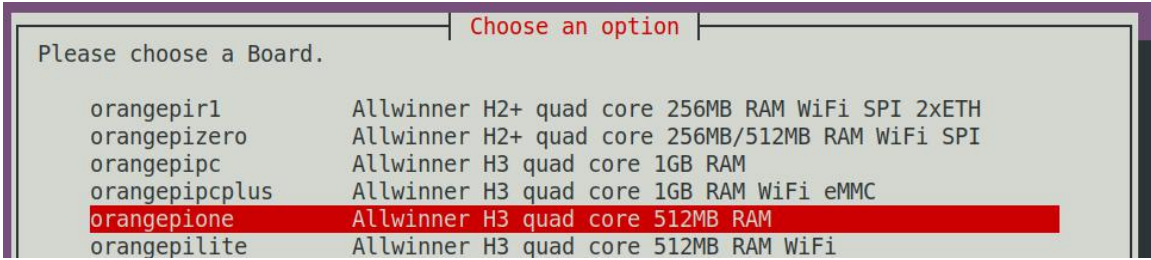 Choose an option
Please choose a Board.
orangepir1 Allwinner H2+ quad core 256MB RAM WiFi SPI 2xETH
orangepizero Allwinner H2+ quad core 256MB/512MB RAM WiFi SPI
orangepipc Allwinner H3 quad core 1GB RAM
orangepipcplus Allwinner H3 quad core 1GB RAM WiFi eMMC
orangepione Allwinner H3 quad core 512MB RAM
orangepilite Allwinner H3 quad core 512MB RAM WiFi